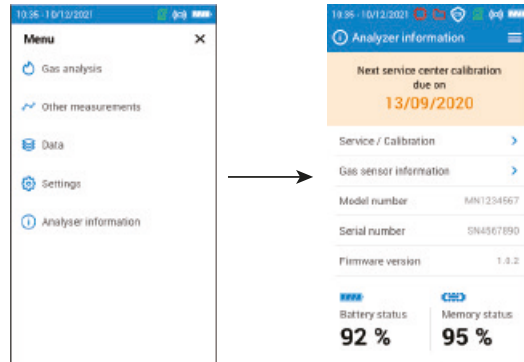 10:36 - 10/12/2021
Menu
Gas analysis
Other measurements
Data
Settings
Analyser information
10:36 - 10/12/2021
Analyzer information
Next service center calibration
due on
13/09/2020
Service / Calibration
Gas sensor information
Model number MN1234567
Serial number SN4567890
Firmware version 1.0.2
Battery status Memory status
92 % 95 %